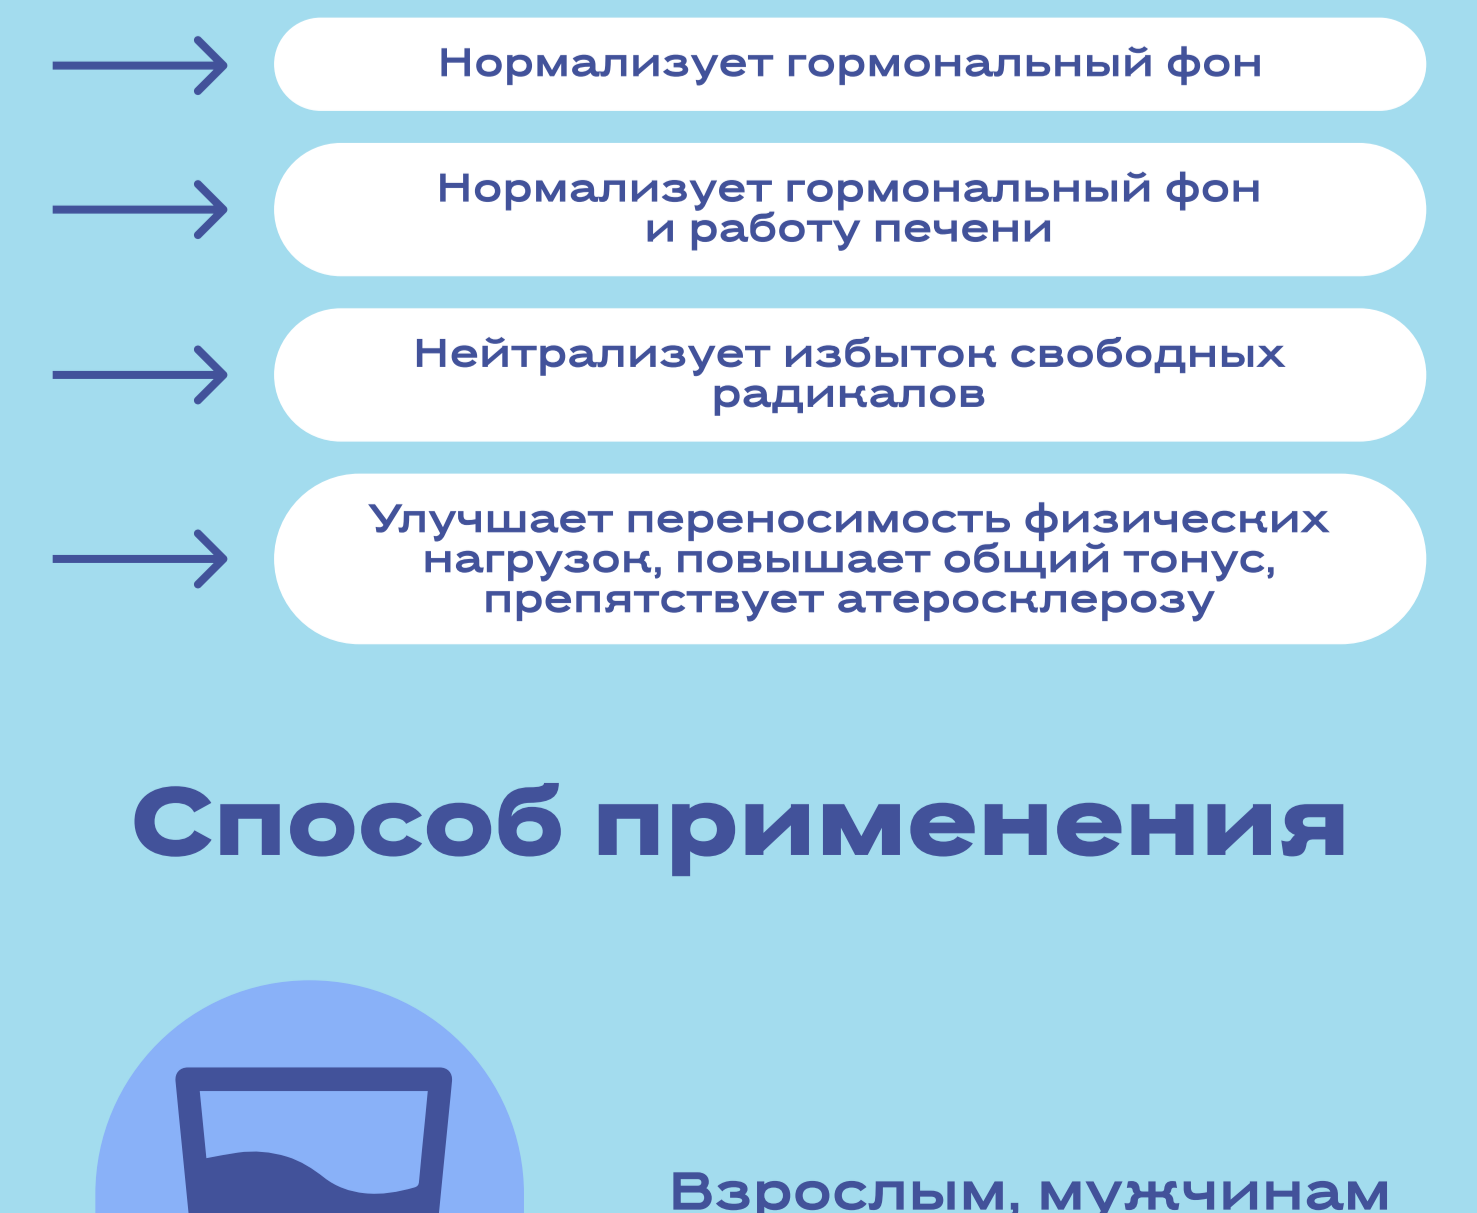 Нормализует гормональный фон
Нормализует гормональный фон
и работу печени
Нейтрализует избыток свободных
радикалов
Улучшает переносимость физических
нагрузок, повышает общий тонус,
препятствует атеросклерозу
Способ применения
Взрослым, мужчинам